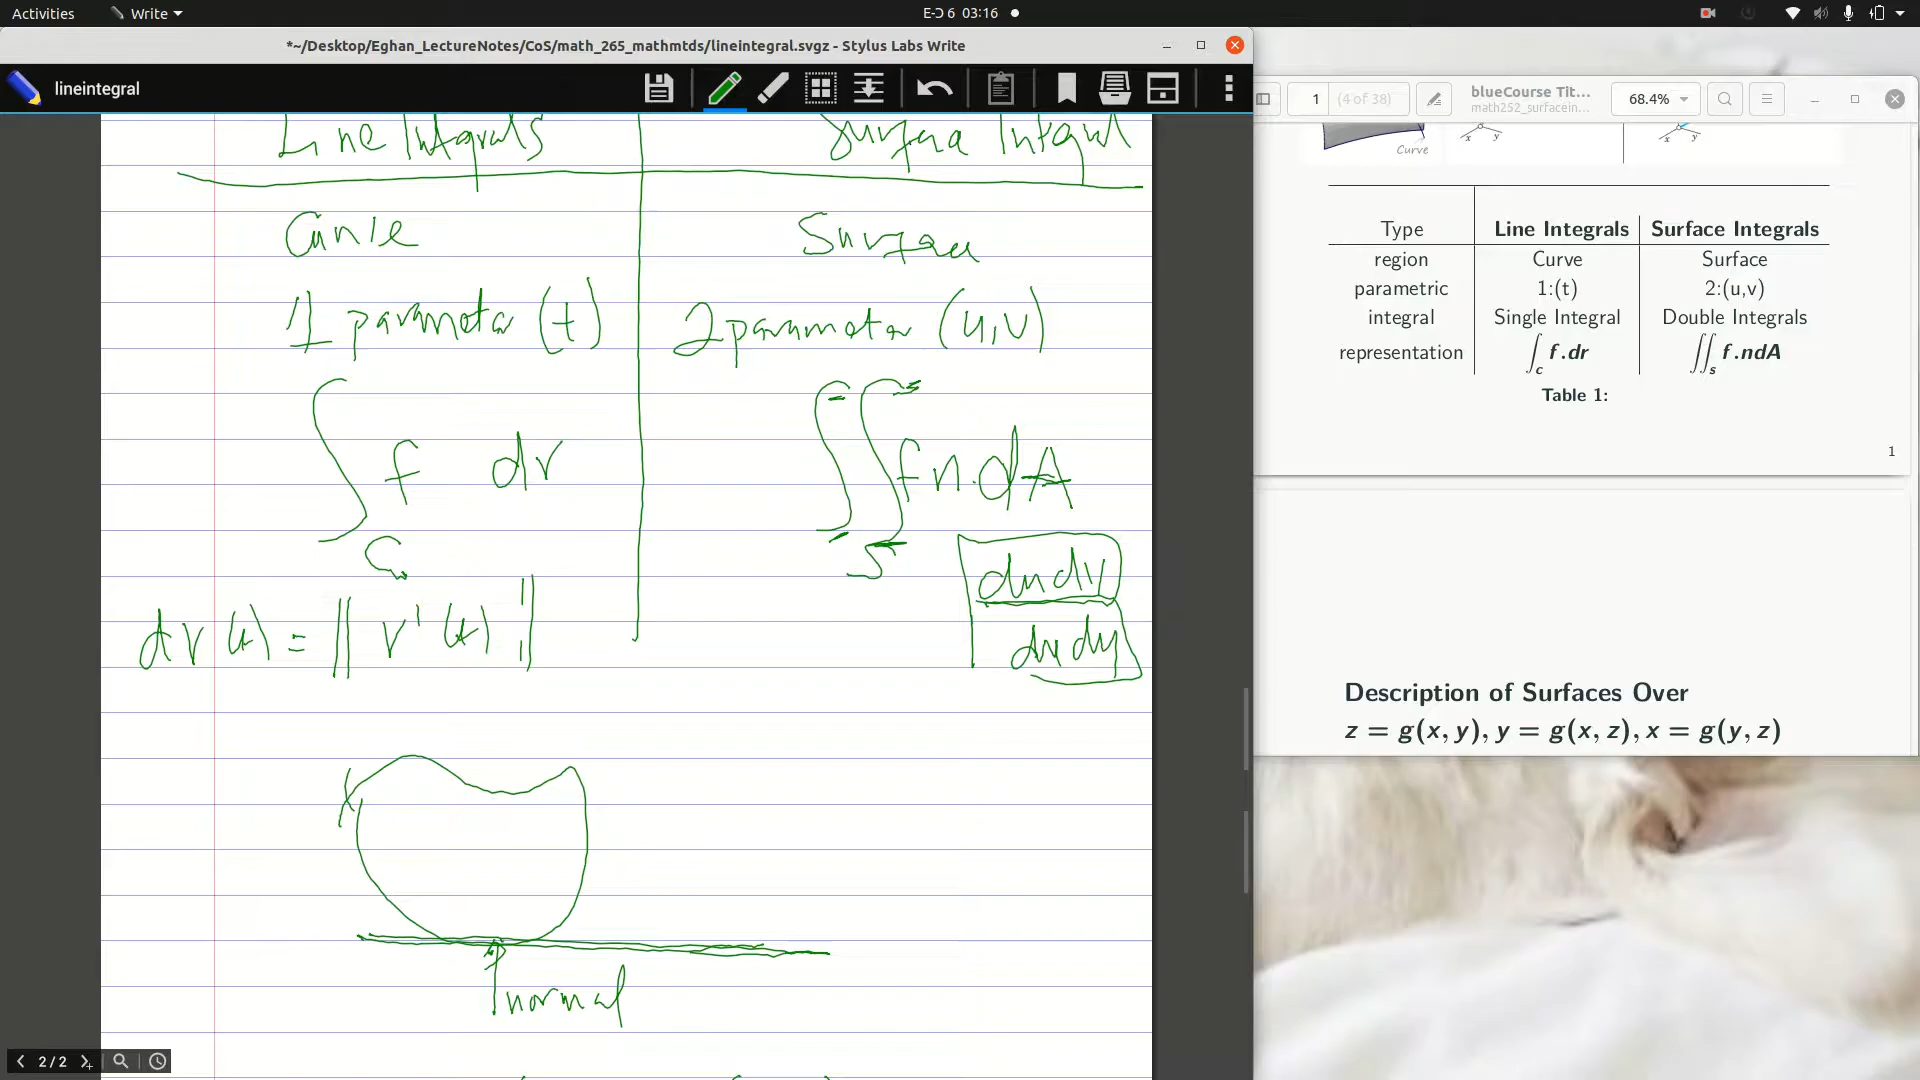 Activities
Write
E-Ɔ 6 03:16
*~/Desktop/Eghan_LectureNotes/CoS/math_265_mathmtds/lineintegral.svgz - Stylus Labs Write
lineintegral
Line Integrals
Surface Integral
Curve
Surface
1 parameter (t)
2 parameter (u,v)
∫ f dr
C
∫∫ f n.dA
S
du dv
dx dy
dr(t) = || r'(t) ||
normal
2/2
1
(4 of 38)
blueCourse Tit...
math252_surfacein...
68.4%
x
y
Curve
x
y
Type
Line Integrals
Surface Integrals
region
Curve
Surface
parametric
1:(t)
2:(u,v)
integral
Single Integral
Double Integrals
representation
∫c f.dr
∬s f.ndA
Table 1:
1
Description of Surfaces Over
z = g(x, y), y = g(x, z), x = g(y, z)